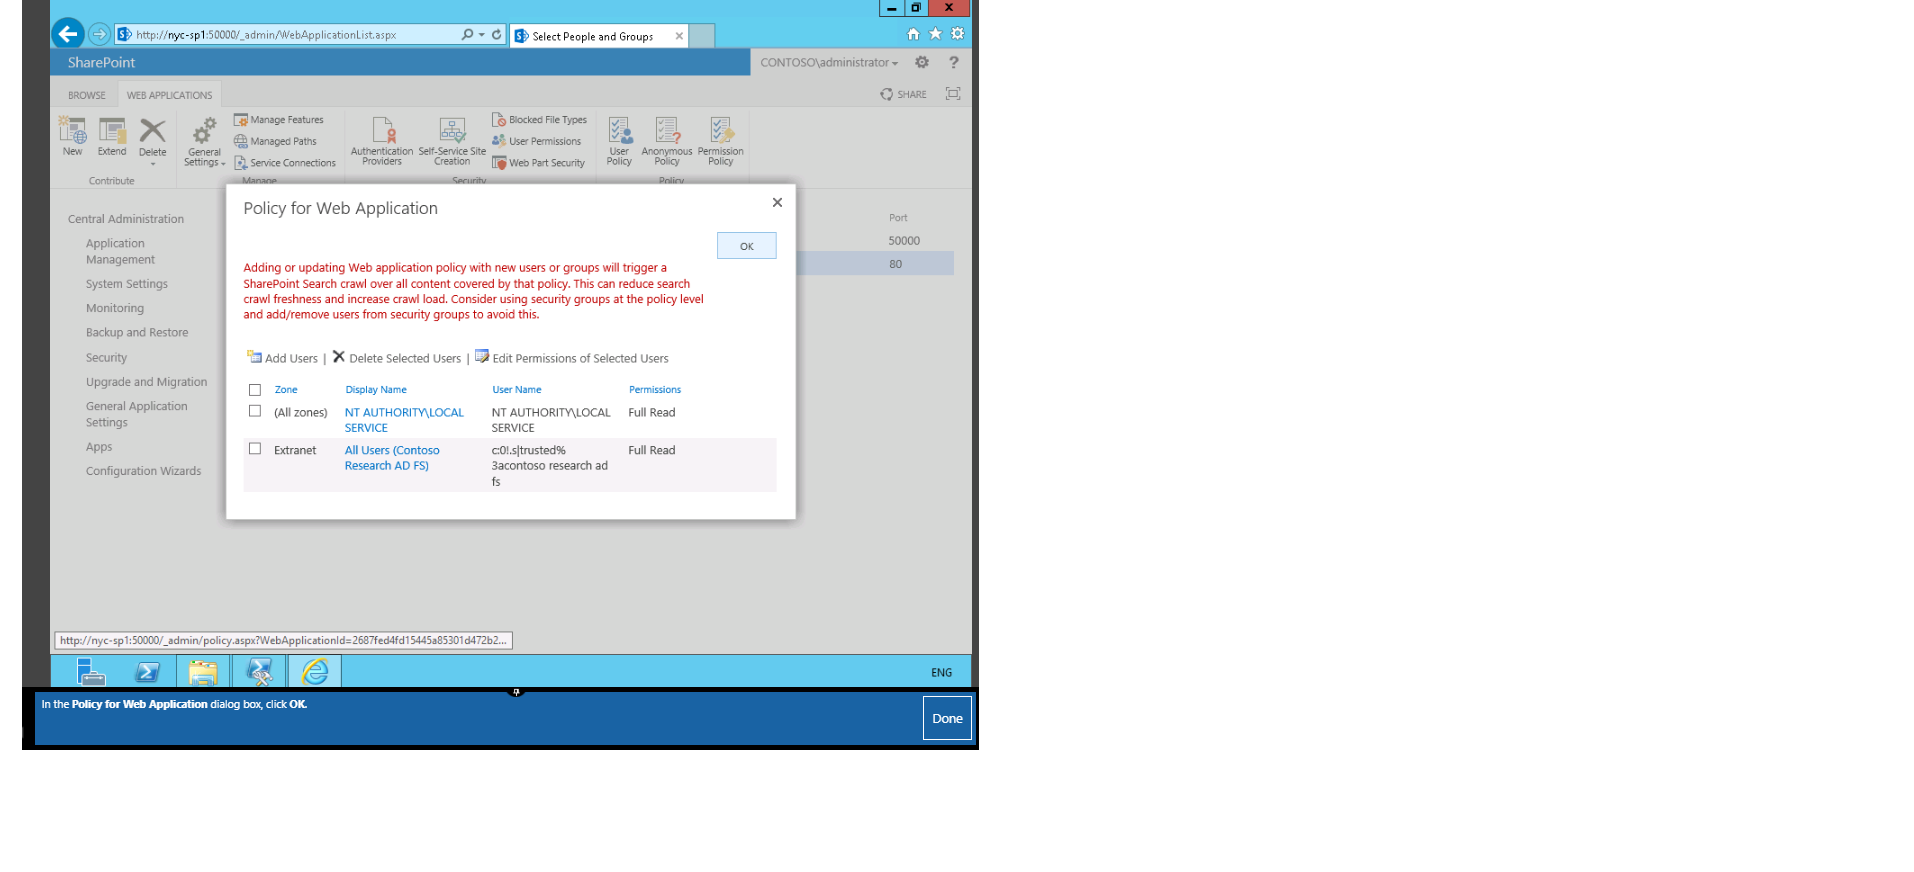 http://nyc-sp1:50000/_admin/WebApplicationList.aspx
Select People and Groups
SharePoint
CONTOSO\administrator
?
BROWSE
WEB APPLICATIONS
SHARE
New
Extend
Delete
General Settings
Manage Features
Managed Paths
Service Connections
Authentication Providers
Self-Service Site Creation
Blocked File Types
User Permissions
Web Part Security
User Policy
Anonymous Policy
Permission Policy
Contribute
Manage
Security
Policy
Central Administration
Application
Management
System Settings
Monitoring
Backup and Restore
Security
Upgrade and Migration
General Application
Settings
Apps
Configuration Wizards
Port
50000
80
Policy for Web Application
OK
Adding or updating Web application policy with new users or groups will trigger a
SharePoint Search crawl over all content covered by that policy. This can reduce search
crawl freshness and increase crawl load. Consider using security groups at the policy level
and add/remove users from security groups to avoid this.
Add Users | Delete Selected Users | Edit Permissions of Selected Users
Zone Display Name User Name Permissions
(All zones) NT AUTHORITY\LOCAL NT AUTHORITY\LOCAL Full Read
SERVICE SERVICE
Extranet All Users (Contoso c:0!.s|trusted% Full Read
Research AD FS) 3acontoso research ad
fs
http://nyc-sp1:50000/_admin/policy.aspx?WebApplicationId=2687fed4fd15445a85301d472b2...
ENG
In the Policy for Web Application dialog box, click OK.
Done